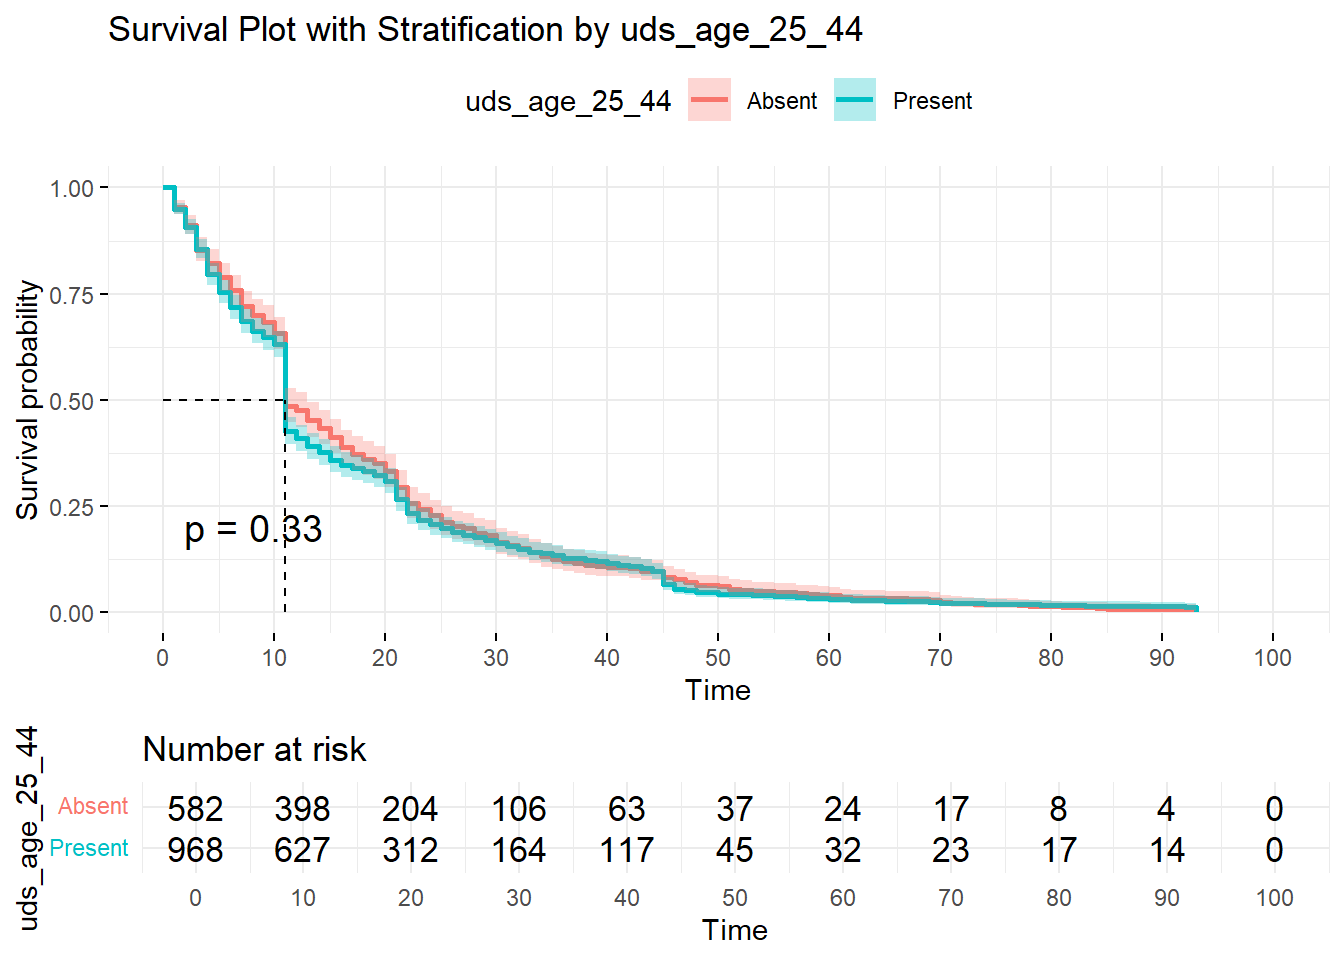 Survival Plot with Stratification by uds_age_25_44
uds_age_25_44 Absent Present
Survival probability
1.00
0.75
0.50
0.25
0.00
p = 0.33
0 10 20 30 40 50 60 70 80 90 100
Time
Number at risk
uds_age_25_44
Absent 582 398 204 106 63 37 24 17 8 4 0
Present 968 627 312 164 117 45 32 23 17 14 0
0 10 20 30 40 50 60 70 80 90 100
Time